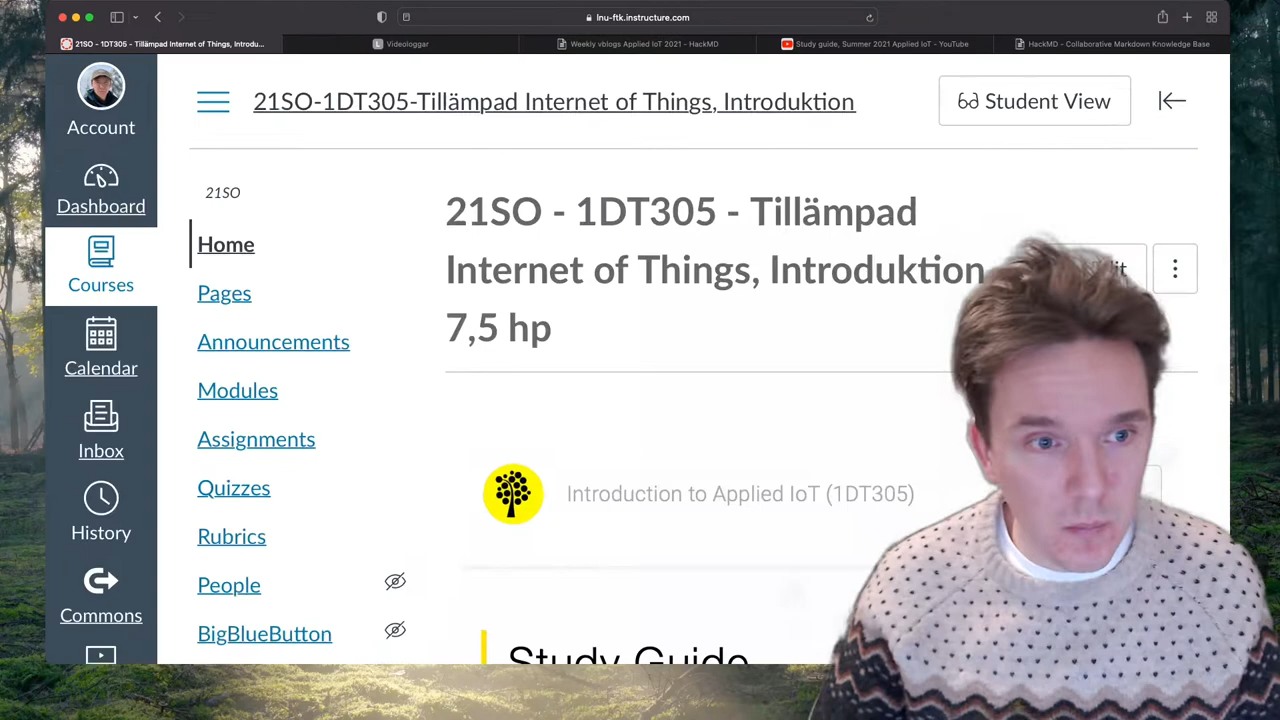 lnu-ftk.instructure.com
21SO - 1DT305 - Tillämpad Internet of Things, Introdu...
Videologgar
Weekly vblogs Applied IoT 2021 - HackMD
Study guide, Summer 2021 Applied IoT - YouTube
HackMD - Collaborative Markdown Knowledge Base
Account
Dashboard
Courses
Calendar
Inbox
History
Commons
21SO-1DT305-Tillämpad Internet of Things, Introduktion
Student View
21SO
Home
Pages
Announcements
Modules
Assignments
Quizzes
Rubrics
People
BigBlueButton
21SO - 1DT305 - Tillämpad
Internet of Things, Introduktion
7,5 hp
Introduction to Applied IoT (1DT305)
Study Guide